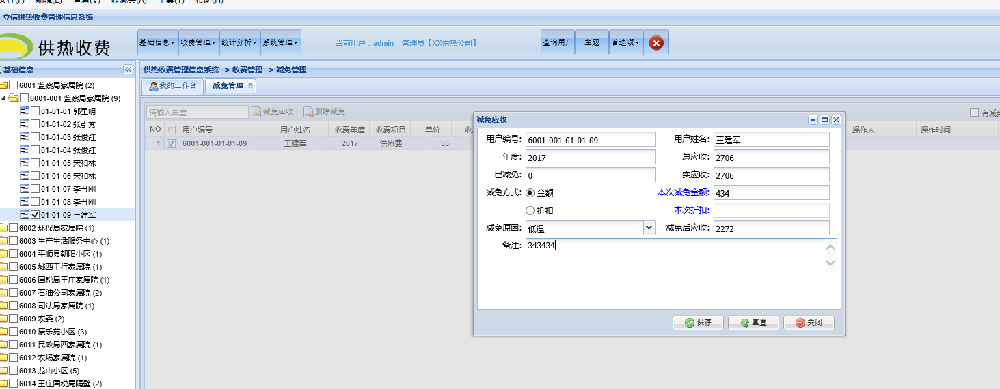 文件(F) 编辑(E) 查看(V) 收藏夹(A) 工具(T) 帮助(H)
立信供热收费管理信息系统
供热收费
基础信息 收费管理 统计分析 系统管理 当前用户：admin 管理员【XX供热公司】 查询用户 主题 首选项
基础信息
供热收费管理信息系统 -> 收费管理 -> 减免管理
我的工作台 减免管理
6001 监察局家属院 (2)
6001-001 监察局家属院 (9)
01-01-01 郭里明
01-01-02 张引秀
01-01-03 张俊红
01-01-04 张俊红
01-01-05 宋和林
01-01-06 宋和林
01-01-07 李丑刚
01-01-08 李丑刚
01-01-09 王建军
6002 环保局家属院 (1)
6003 生产生活服务中心 (1)
6004 平顺县朝阳小区 (1)
6005 城西工行家属院 (1)
6006 国税局王庄家属院 (1)
6007 石油公司家属院 (2)
6008 司法局家属院 (1)
6009 农委 (2)
6010 康乐苑小区 (3)
6011 民政局西家属院 (1)
6012 农场家属院 (1)
6013 龙山小区 (5)
6014 王庄国税局隔壁 (2)
请输入年度 减免应收 删除减免 有减免
NO 用户编号 用户姓名 收费年度 收费项目 单价 收 操作人 操作时间
1 6001-001-01-01-09 王建军 2017 供热费 55
减免应收
用户编号: 6001-001-01-01-09 用户姓名: 王建军
年度: 2017 总应收: 2706
已减免: 0 实应收: 2706
减免方式: 金额 本次减免金额: 434
折扣 本次折扣:
减免原因: 低温 减免后应收: 2272
备注: 343434
保存 重置 关闭